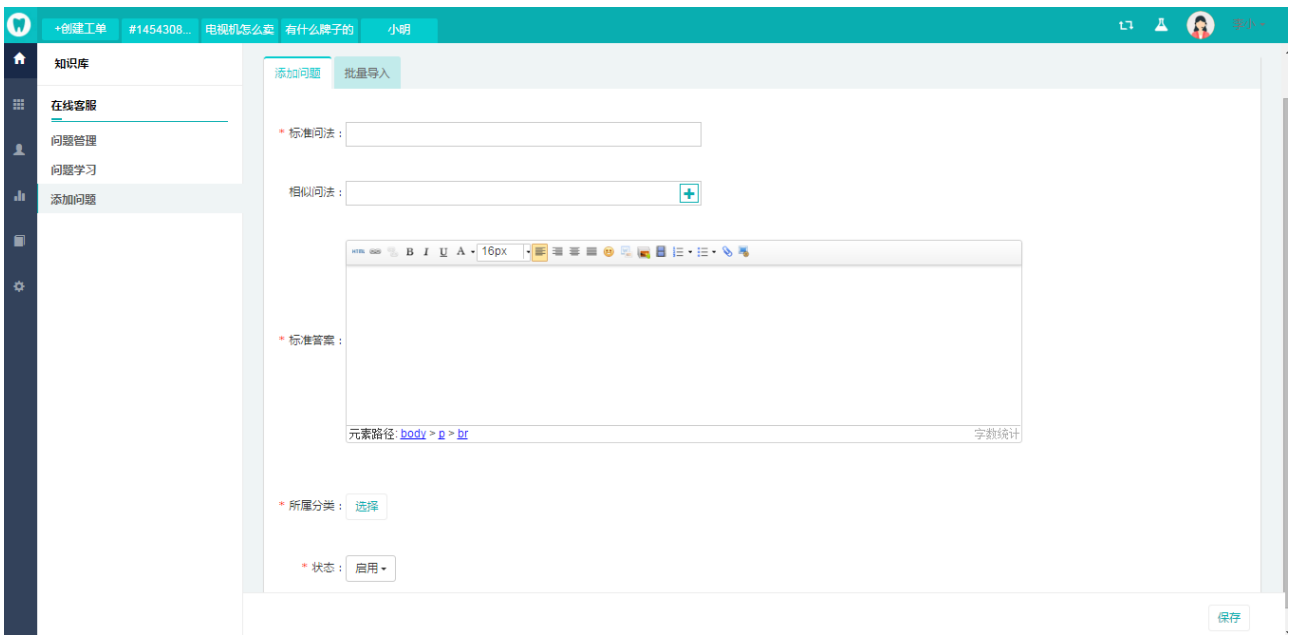 +创建工单 #1454308... 电视机怎么卖 有什么牌子的 小明
知识库
在线客服
问题管理
问题学习
添加问题
添加问题 批量导入
* 标准问法：
相似问法：
HTML B I U A 16px
* 标准答案：
元素路径: body > p > br 字数统计
* 所属分类： 选择
* 状态： 启用
保存